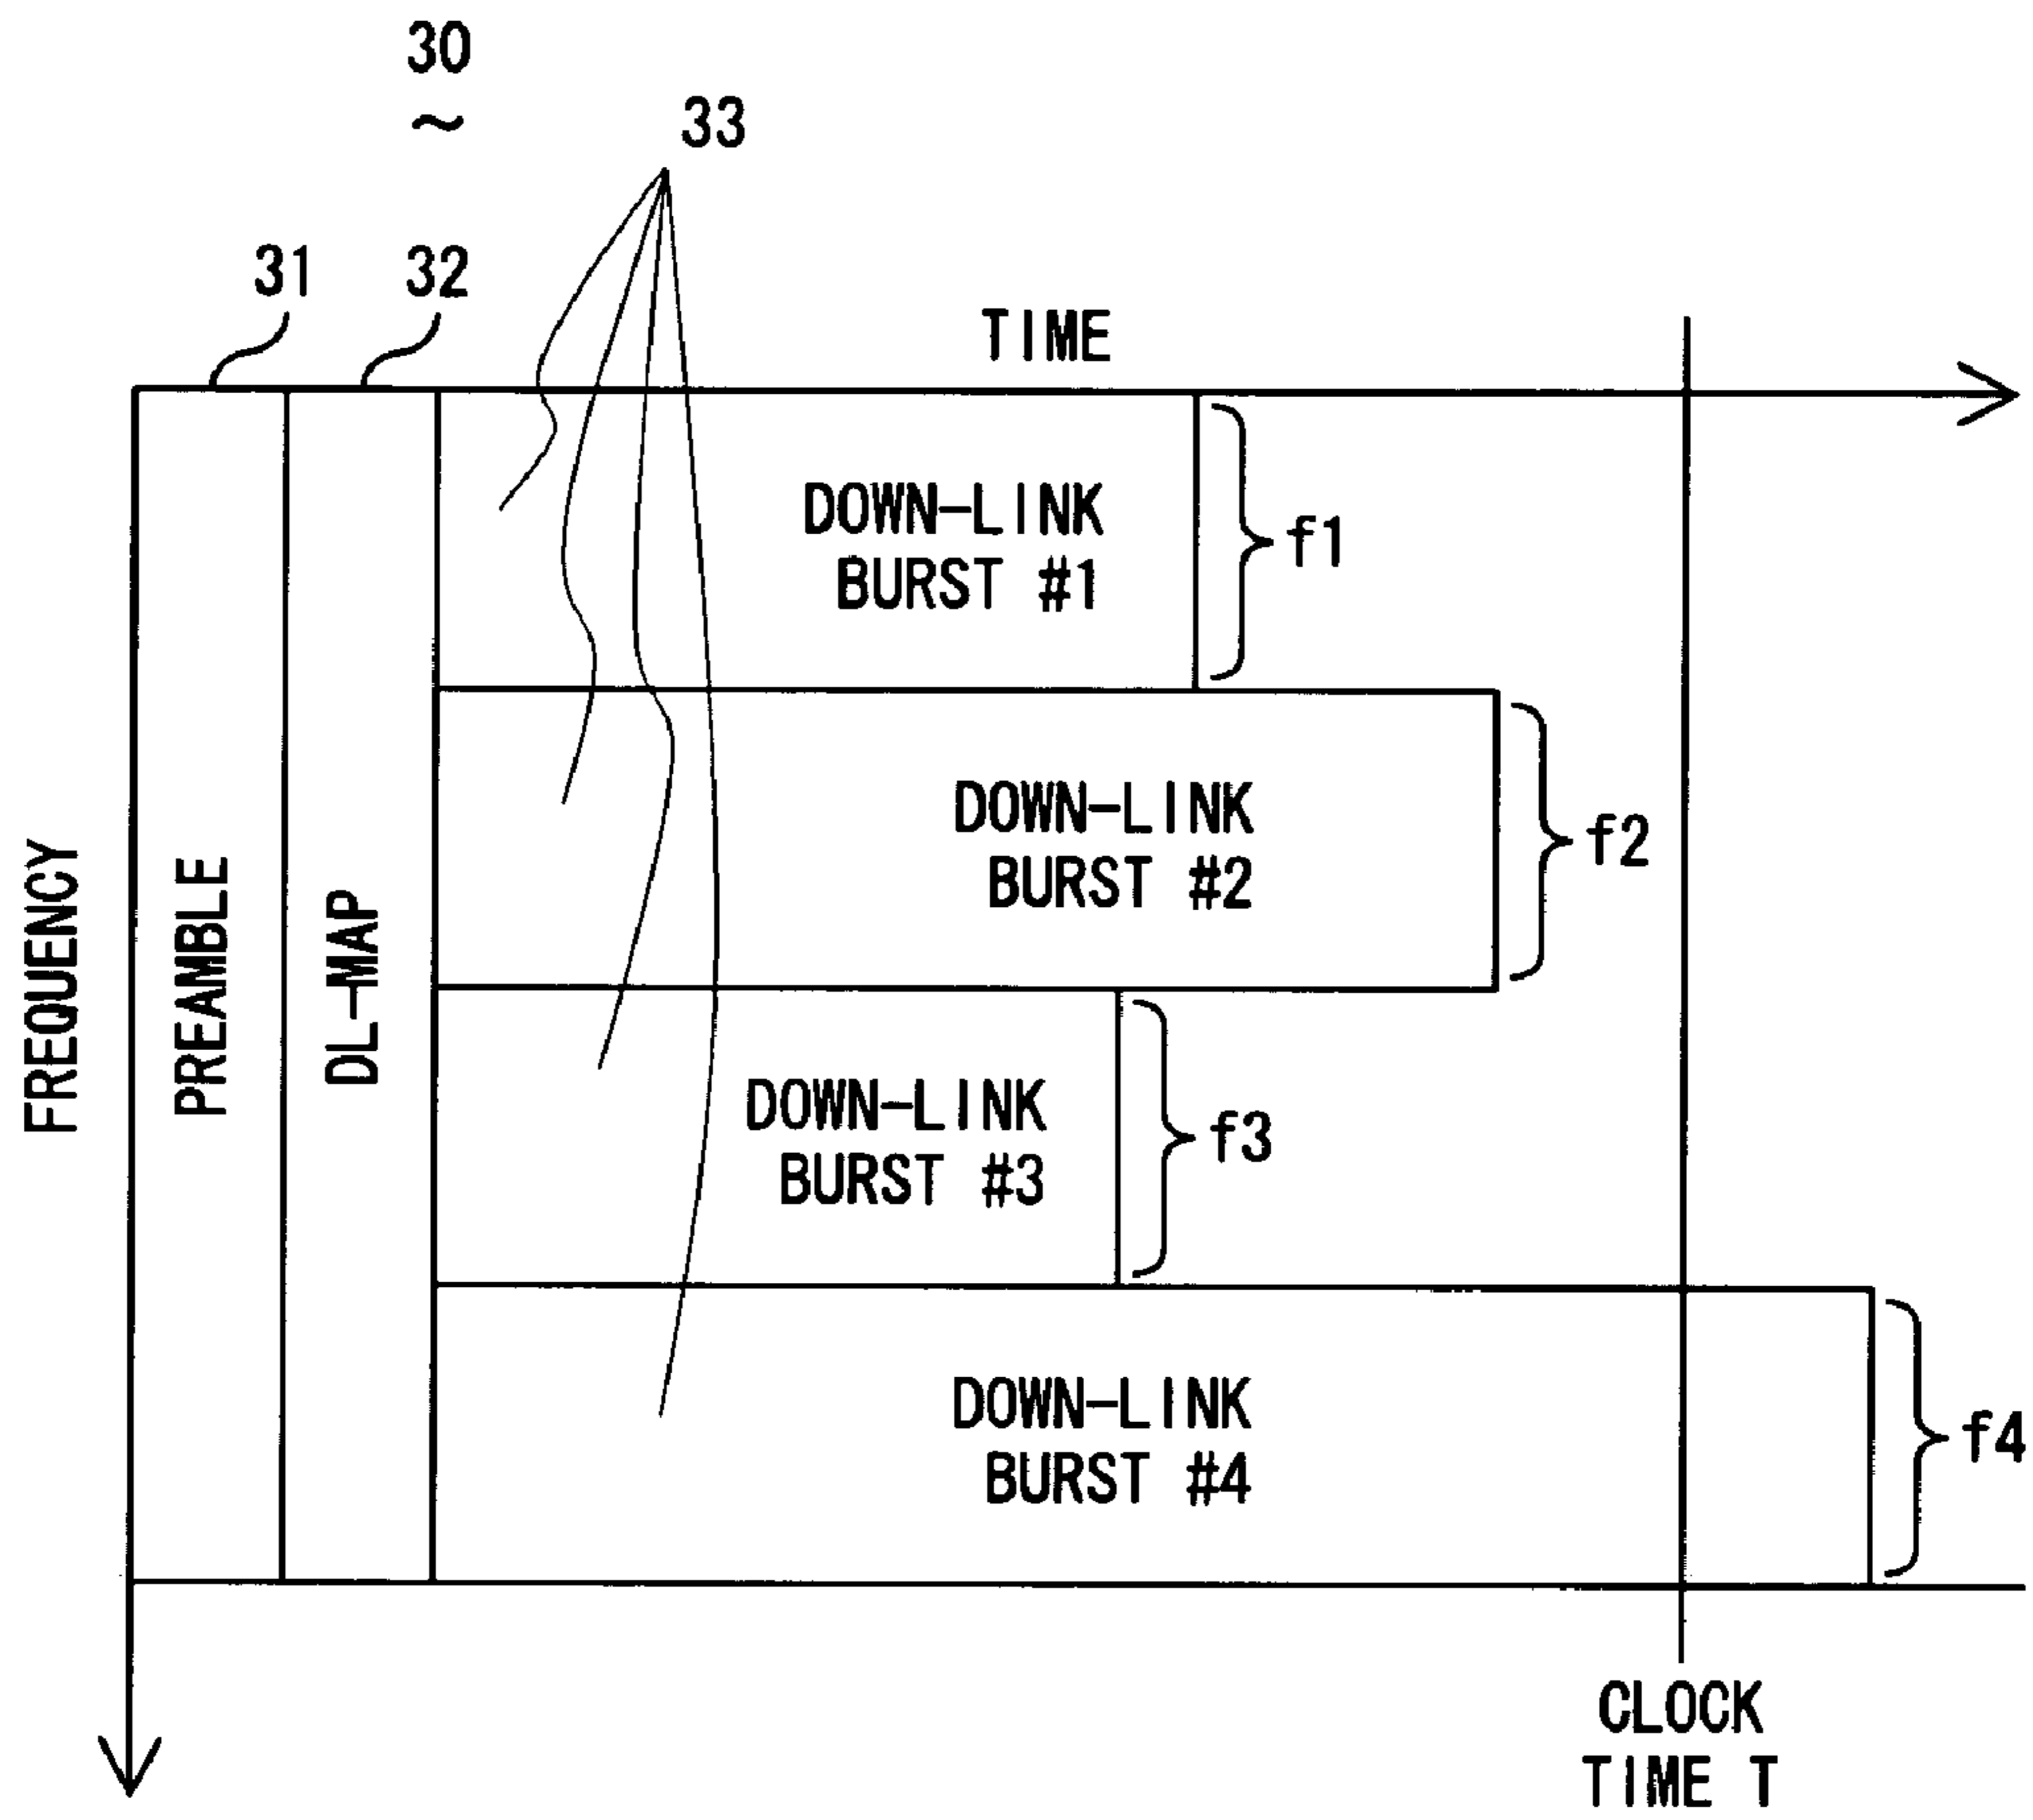 30
~
33
31
32
TIME
DOWN-LINK
BURST #1
f1
DOWN-LINK
BURST #2
f2
FREQUENCY
PREAMBLE
DL-MAP
DOWN-LINK
BURST #3
f3
DOWN-LINK
BURST #4
f4
CLOCK
TIME T